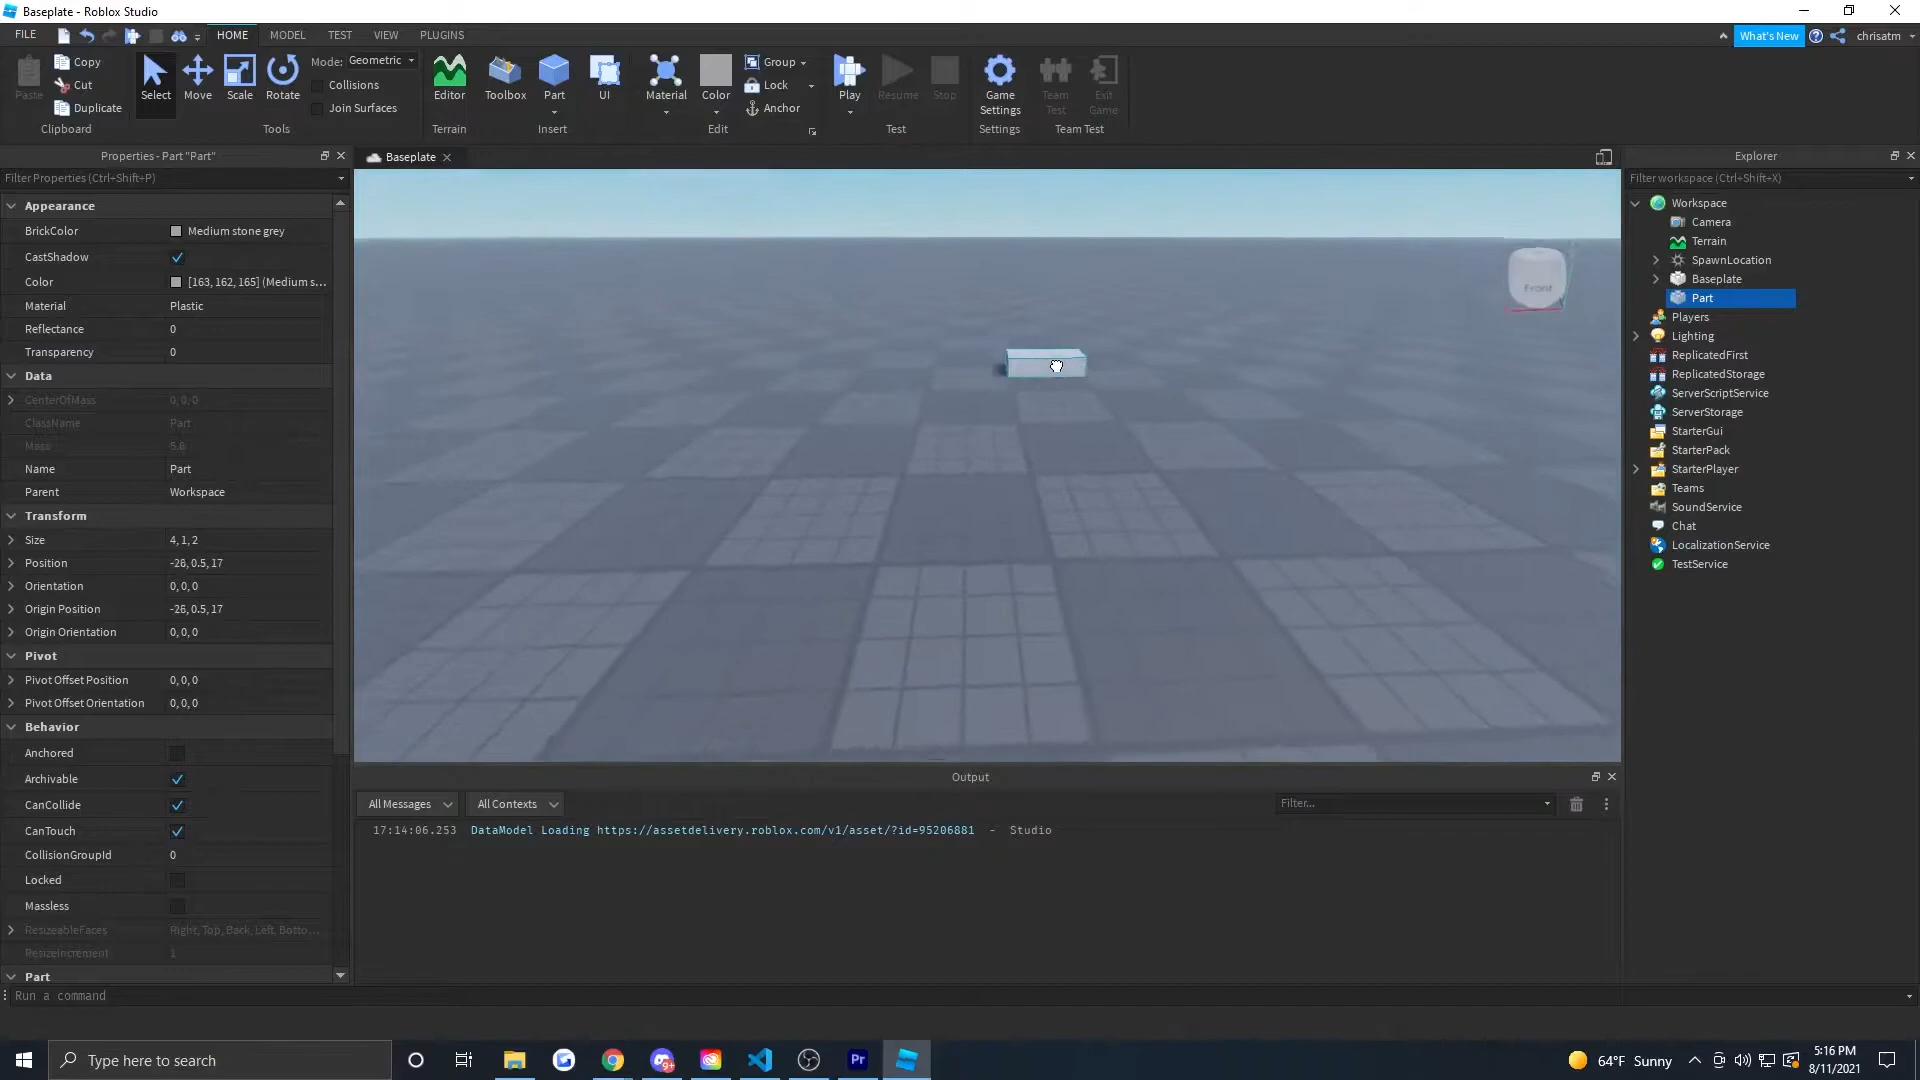 Baseplate - Roblox Studio
FILE
HOME
MODEL
TEST
VIEW
PLUGINS
What's New
chrisatm
Paste
Copy
Cut
Duplicate
Clipboard
Select
Move
Scale
Rotate
Mode: Geometric
Collisions
Join Surfaces
Tools
Editor
Terrain
Toolbox
Part
UI
Insert
Material
Color
Group
Lock
Anchor
Edit
Play
Resume
Stop
Test
Game Settings
Settings
Team Test
Exit Game
Team Test
Properties - Part "Part"
Filter Properties (Ctrl+Shift+P)
Appearance
BrickColor Medium stone grey
CastShadow
Color [163, 162, 165] (Medium s...
Material Plastic
Reflectance 0
Transparency 0
Data
CenterOfMass 0, 0, 0
ClassName Part
Mass 5.6
Name Part
Parent Workspace
Transform
Size 4, 1, 2
Position -26, 0.5, 17
Orientation 0, 0, 0
Origin Position -26, 0.5, 17
Origin Orientation 0, 0, 0
Pivot
Pivot Offset Position 0, 0, 0
Pivot Offset Orientation 0, 0, 0
Behavior
Anchored
Archivable
CanCollide
CanTouch
CollisionGroupId 0
Locked
Massless
ResizeableFaces Right, Top, Back, Left, Botto...
ResizeIncrement 1
Part
Baseplate
Front
Output
All Messages
All Contexts
Filter...
17:14:06.253 DataModel Loading https://assetdelivery.roblox.com/v1/asset/?id=95206881 - Studio
Explorer
Filter workspace (Ctrl+Shift+X)
Workspace
Camera
Terrain
SpawnLocation
Baseplate
Part
Players
Lighting
ReplicatedFirst
ReplicatedStorage
ServerScriptService
ServerStorage
StarterGui
StarterPack
StarterPlayer
Teams
SoundService
Chat
LocalizationService
TestService
Run a command
Type here to search
9+
Pr
64°F Sunny
5:16 PM
8/11/2021